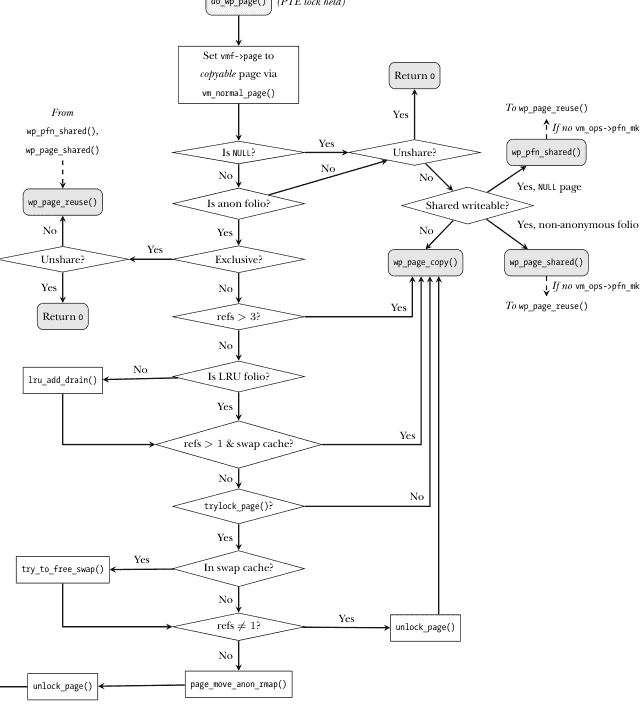 do_wp_page() (PTE lock held)
Set vmf->page to
copyable page via
vm_normal_page()
Return 0
From
wp_pfn_shared(),
wp_page_shared()
To wp_page_reuse()
If no vm_ops->pfn_mk
Yes
Is NULL?
Yes
Unshare?
wp_pfn_shared()
No
No
No
Yes, NULL page
wp_page_reuse()
Is anon folio?
Shared writeable?
No
Yes
No
Yes, non-anonymous folio
Unshare?
Yes
Exclusive?
wp_page_copy()
wp_page_shared()
Yes
No
If no vm_ops->pfn_mk
To wp_page_reuse()
Return 0
refs > 3?
Yes
No
lru_add_drain()
No
Is LRU folio?
Yes
refs > 1 & swap cache?
Yes
No
trylock_page()?
No
Yes
try_to_free_swap()
Yes
In swap cache?
No
refs ≠ 1?
Yes
unlock_page()
No
unlock_page()
page_move_anon_rmap()